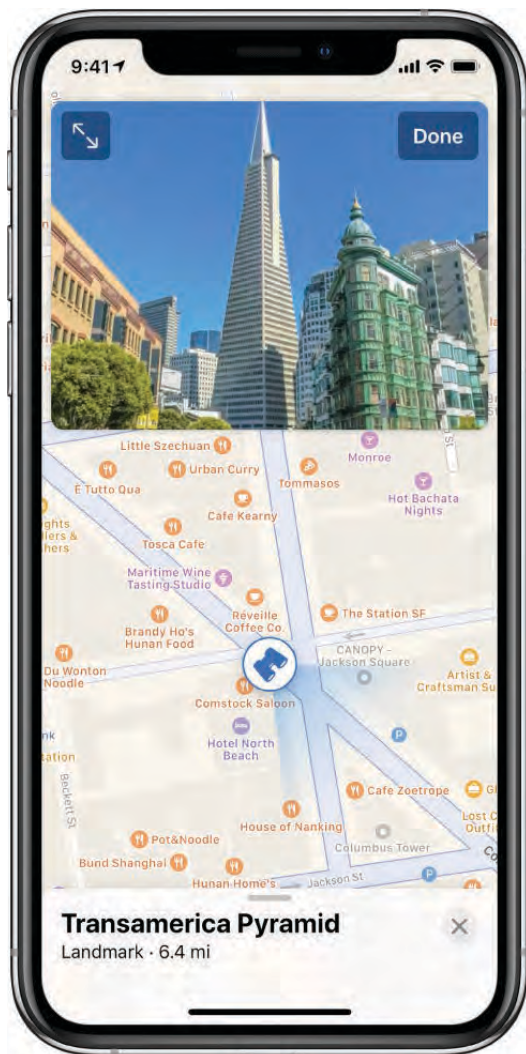 9:41
Done
Little Szechuan
Urban Curry
È Tutto Qua
Tommasos
Monroe
Hot Bachata
Nights
Cafe Kearny
Tosca Cafe
Maritime Wine
Tasting Studio
Réveille
Coffee Co.
The Station SF
Brandy Ho's
Hunan Food
CANOPY –
Jackson Square
Du Wonton
Noodle
Artist &
Craftsman Su
Comstock Saloon
Hotel North
Beach
P
Beckett St
Cafe Zoetrope
House of Nanking
Lost C
Outfi
Columbus Tower
Pot&Noodle
Bund Shanghai
Hunan Home's
Jackson St
P
Transamerica Pyramid
Landmark · 6.4 mi